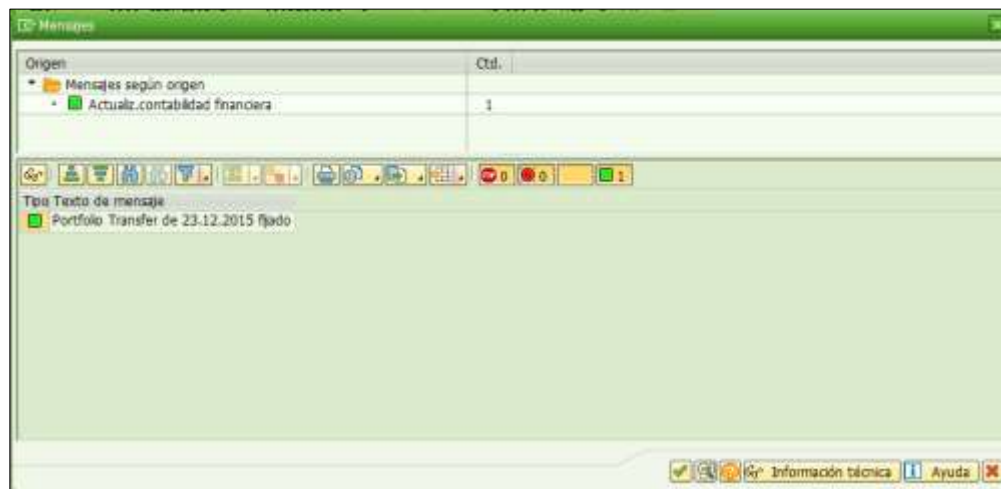 Mensajes
Origen Ctd.
Mensajes según origen
Actualiz.contabilidad financiera 1
0 0 1
Tipo Texto de mensaje
Portfolio Transfer de 23.12.2015 fijado
Información técnica Ayuda